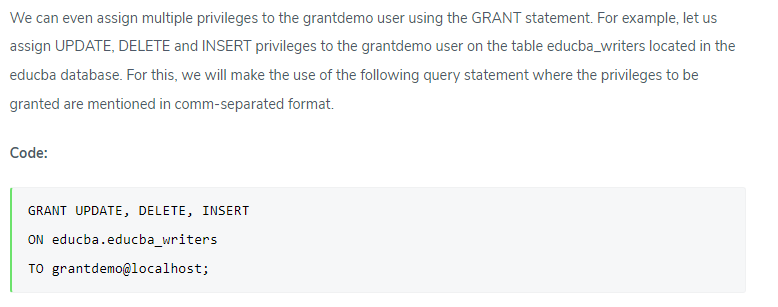 We can even assign multiple privileges to the grantdemo user using the GRANT statement. For example, let us
assign UPDATE, DELETE and INSERT privileges to the grantdemo user on the table educba_writers located in the
educba database. For this, we will make the use of the following query statement where the privileges to be
granted are mentioned in comm-separated format.
Code:
GRANT UPDATE, DELETE, INSERT
ON educba.educba_writers
TO grantdemo@localhost;